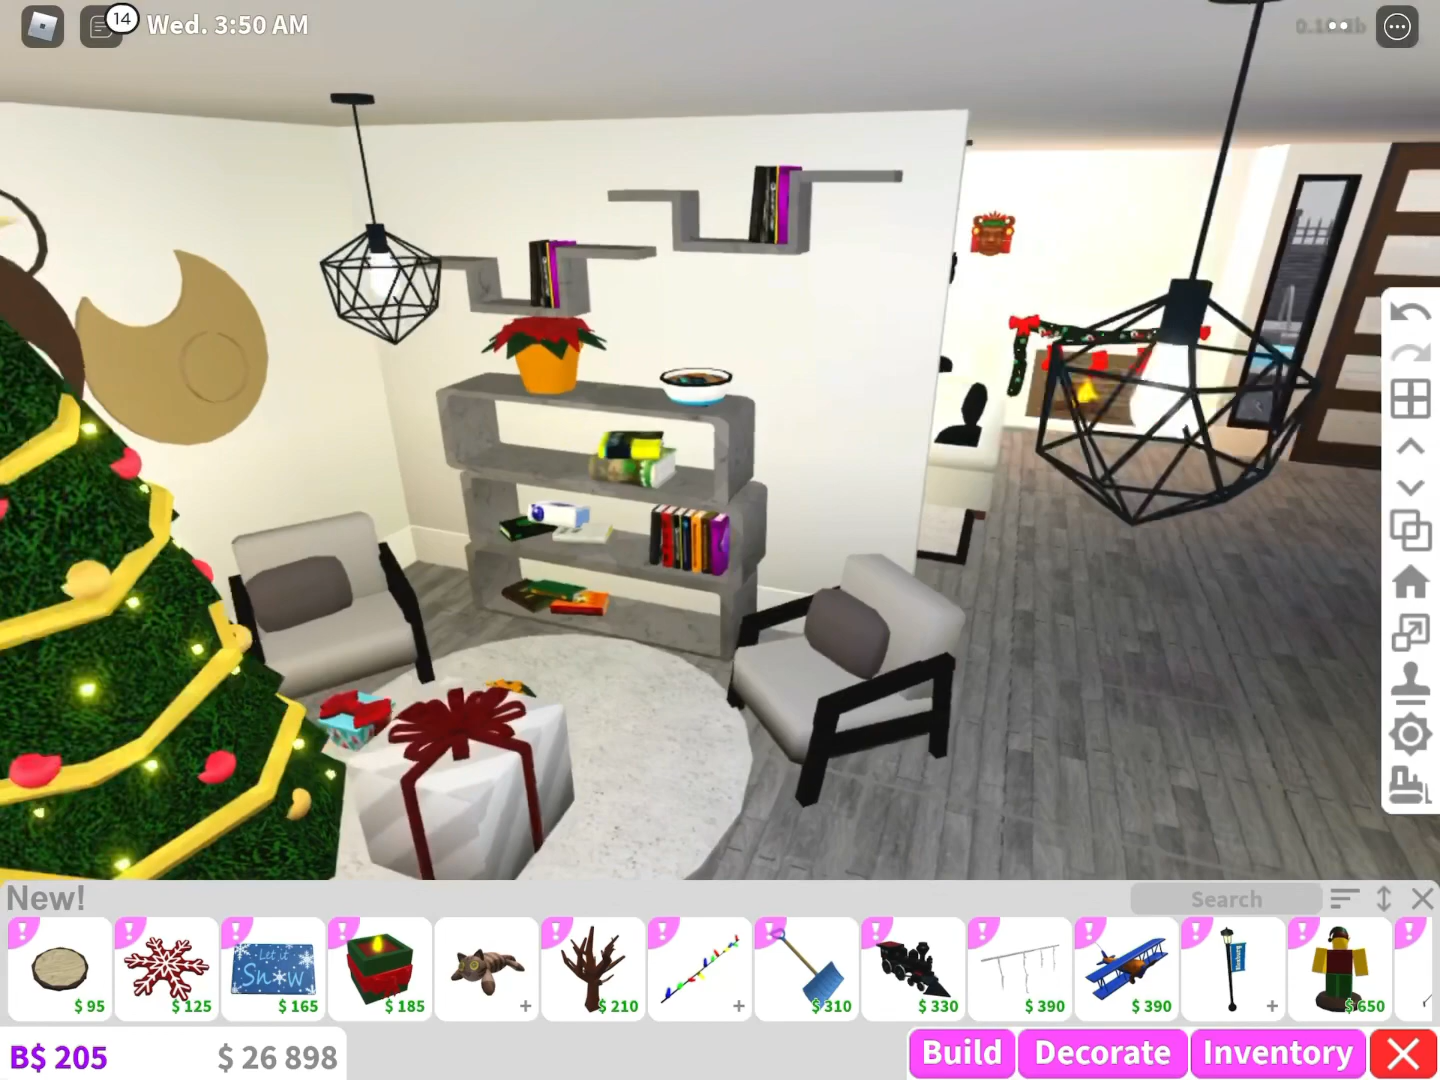 14
Wed. 3:50 AM
New!
Search
Let it
Snow
Bloxburg
$ 95
$ 125
$ 165
$ 185
+
$ 210
+
$ 310
$ 330
$ 390
$ 390
+
$ 650
B$ 205
$ 26 898
Build
Decorate
Inventory